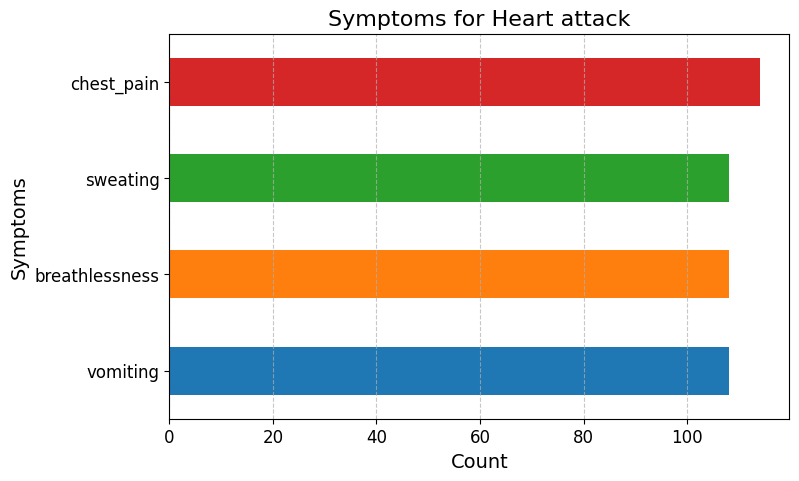 Symptoms for Heart attack
Symptoms
chest_pain
sweating
breathlessness
vomiting
0 20 40 60 80 100
Count